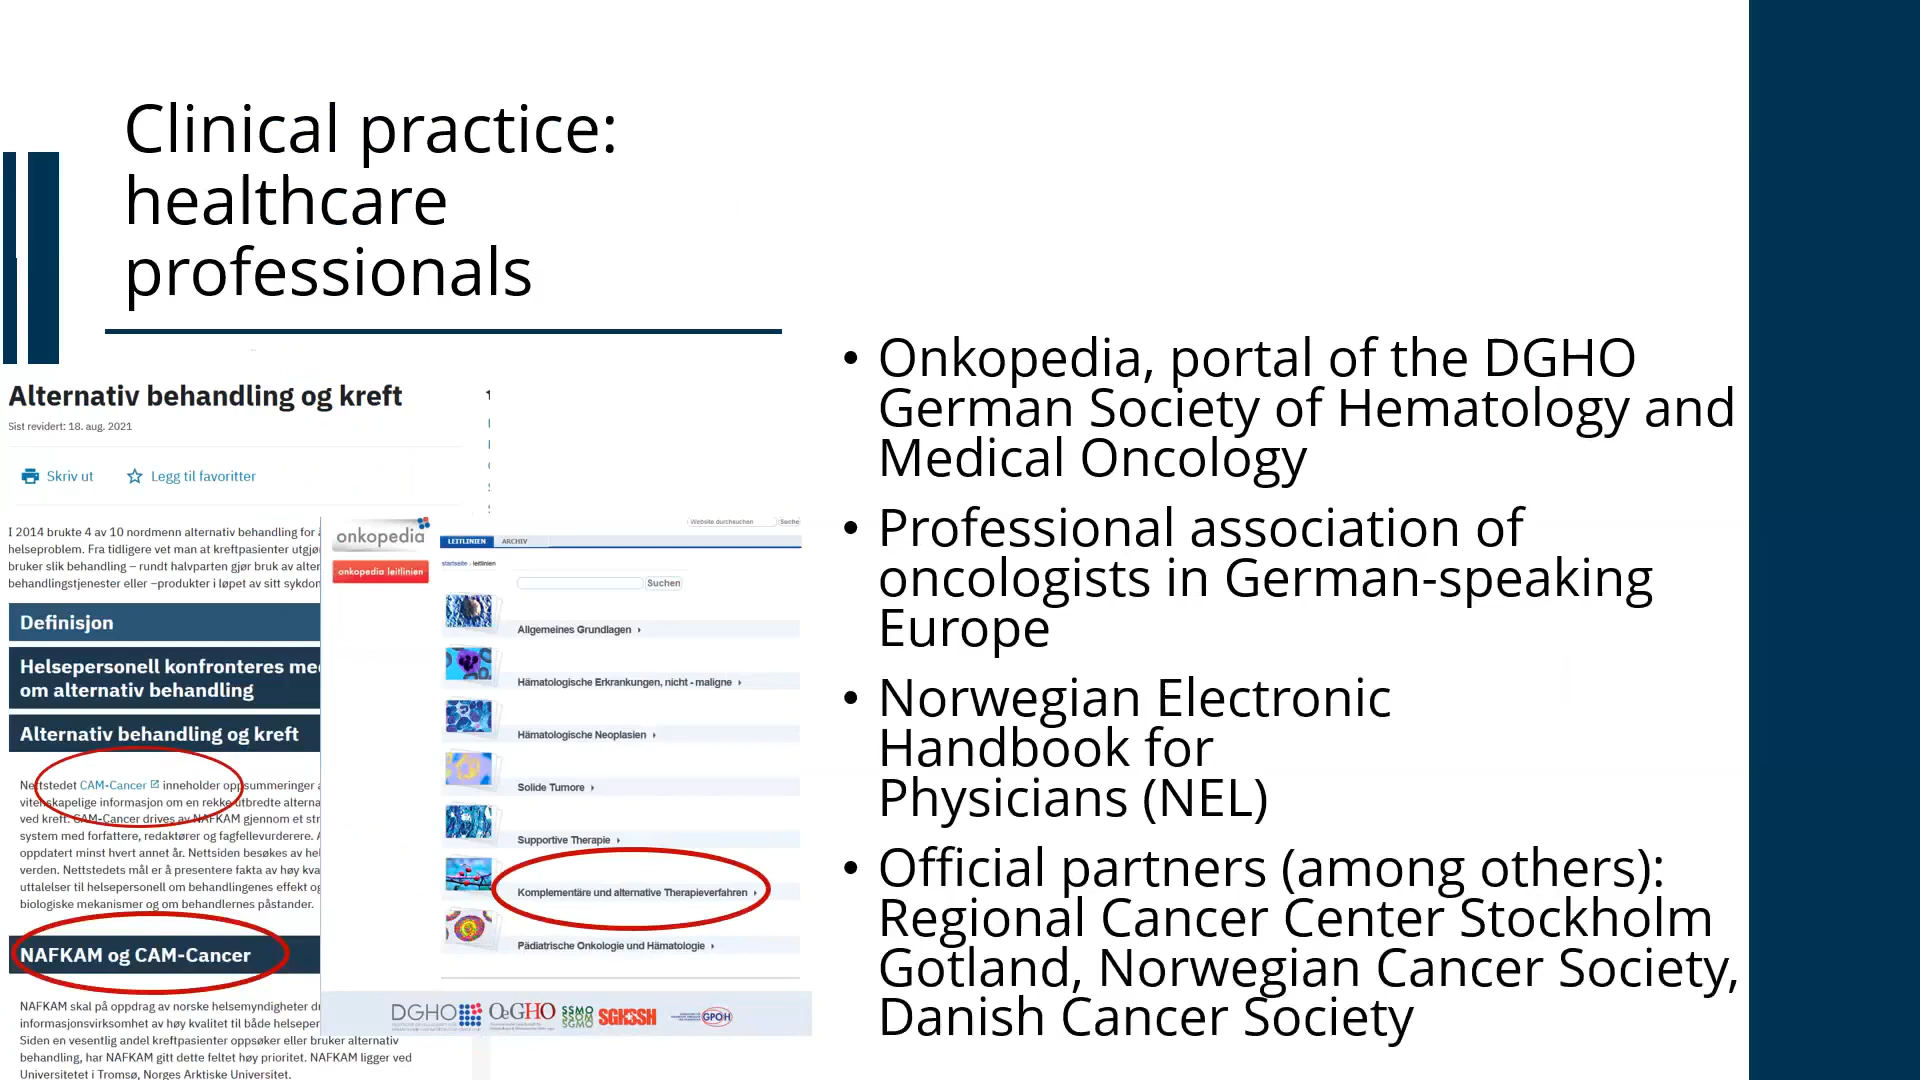 Clinical practice:
healthcare
professionals
Alternativ behandling og kreft
Sist revidert: 18. aug. 2021
Skriv ut
Legg til favoritter
I 2014 brukte 4 av 10 nordmenn alternativ behandling for
helseproblem. Fra tidligere vet man at kreftpasienter
bruker slik behandling – rundt halvparten gjør bruk av
behandlingstjenester eller –produkter i løpet av sitt
Definisjon
Helsepersonell konfronteres
om alternativ behandling
Alternativ behandling og kreft
Nettstedet CAM-Cancer inneholder oppsummeringer
vitenskapelige informasjon om en rekke utbredte
ved kreft. CAM-Cancer drives av NAFKAM gjennom et
system med forfattere, redaktører og fagfellevurderere.
oppdatert minst hvert annet år. Nettsiden besøkes av
verden. Nettstedets mål er å presentere fakta av høy
uttalelser til helsepersonell om behandlingenes effekt
biologiske mekanismer og om behandlernes påstander.
NAFKAM og CAM-Cancer
NAFKAM skal på oppdrag av norske helsemyndigheter
informasjonsvirksomhet av høy kvalitet til både
Siden en vesentlig andel kreftpasienter oppsøker eller bruker alternativ
behandling, har NAFKAM gitt dette feltet høy prioritet. NAFKAM ligger ved
Universitetet i Tromsø, Norges Arktiske Universitet.
onkopedia
onkopedia leitlinien
Website durchsuchen Suche
LEITLINIEN ARCHIV
startseite › leitlinien
Suchen
Allgemeines Grundlagen
Hämatologische Erkrankungen, nicht - maligne
Hämatologische Neoplasien
Solide Tumore
Supportive Therapie
Komplementäre und alternative Therapieverfahren
Pädiatrische Onkologie und Hämatologie
DGHO OeGHO SSMO SSOM SGMO SGH SSH GPOH
• Onkopedia, portal of the DGHO
German Society of Hematology and
Medical Oncology
• Professional association of
oncologists in German-speaking
Europe
• Norwegian Electronic
Handbook for
Physicians (NEL)
• Official partners (among others):
Regional Cancer Center Stockholm
Gotland, Norwegian Cancer Society,
Danish Cancer Society